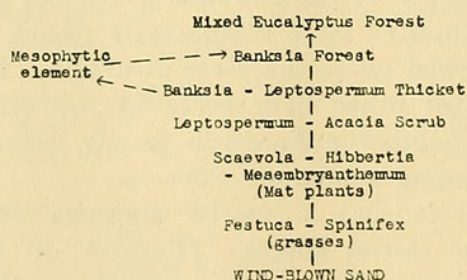 Mixed Eucalyptus Forest
Mesophytic
element
Banksia Forest
Banksia - Leptospermum Thicket
Leptospermum - Acacia Scrub
Scaevola - Hibbertia
- Mesembryanthemum
(Mat plants)
Festuca - Spinifex
(grasses)
WIND-BLOWN SAND